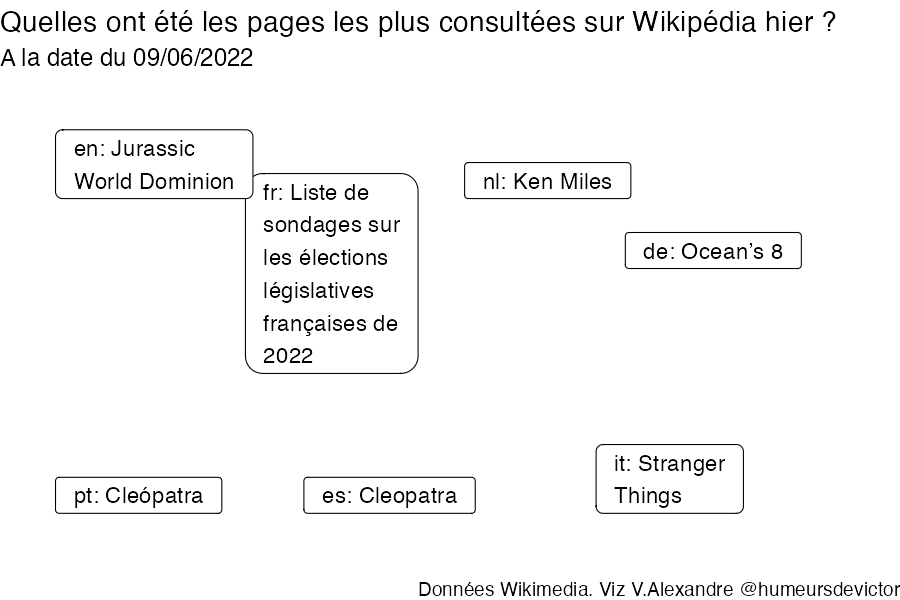 Quelles ont été les pages les plus consultées sur Wikipédia hier ?
A la date du 09/06/2022
en: Jurassic
World Dominion
fr: Liste de
sondages sur
les élections
législatives
françaises de
2022
nl: Ken Miles
de: Ocean's 8
pt: Cleópatra
es: Cleopatra
it: Stranger
Things
Données Wikimedia. Viz V.Alexandre @humeursdevictor